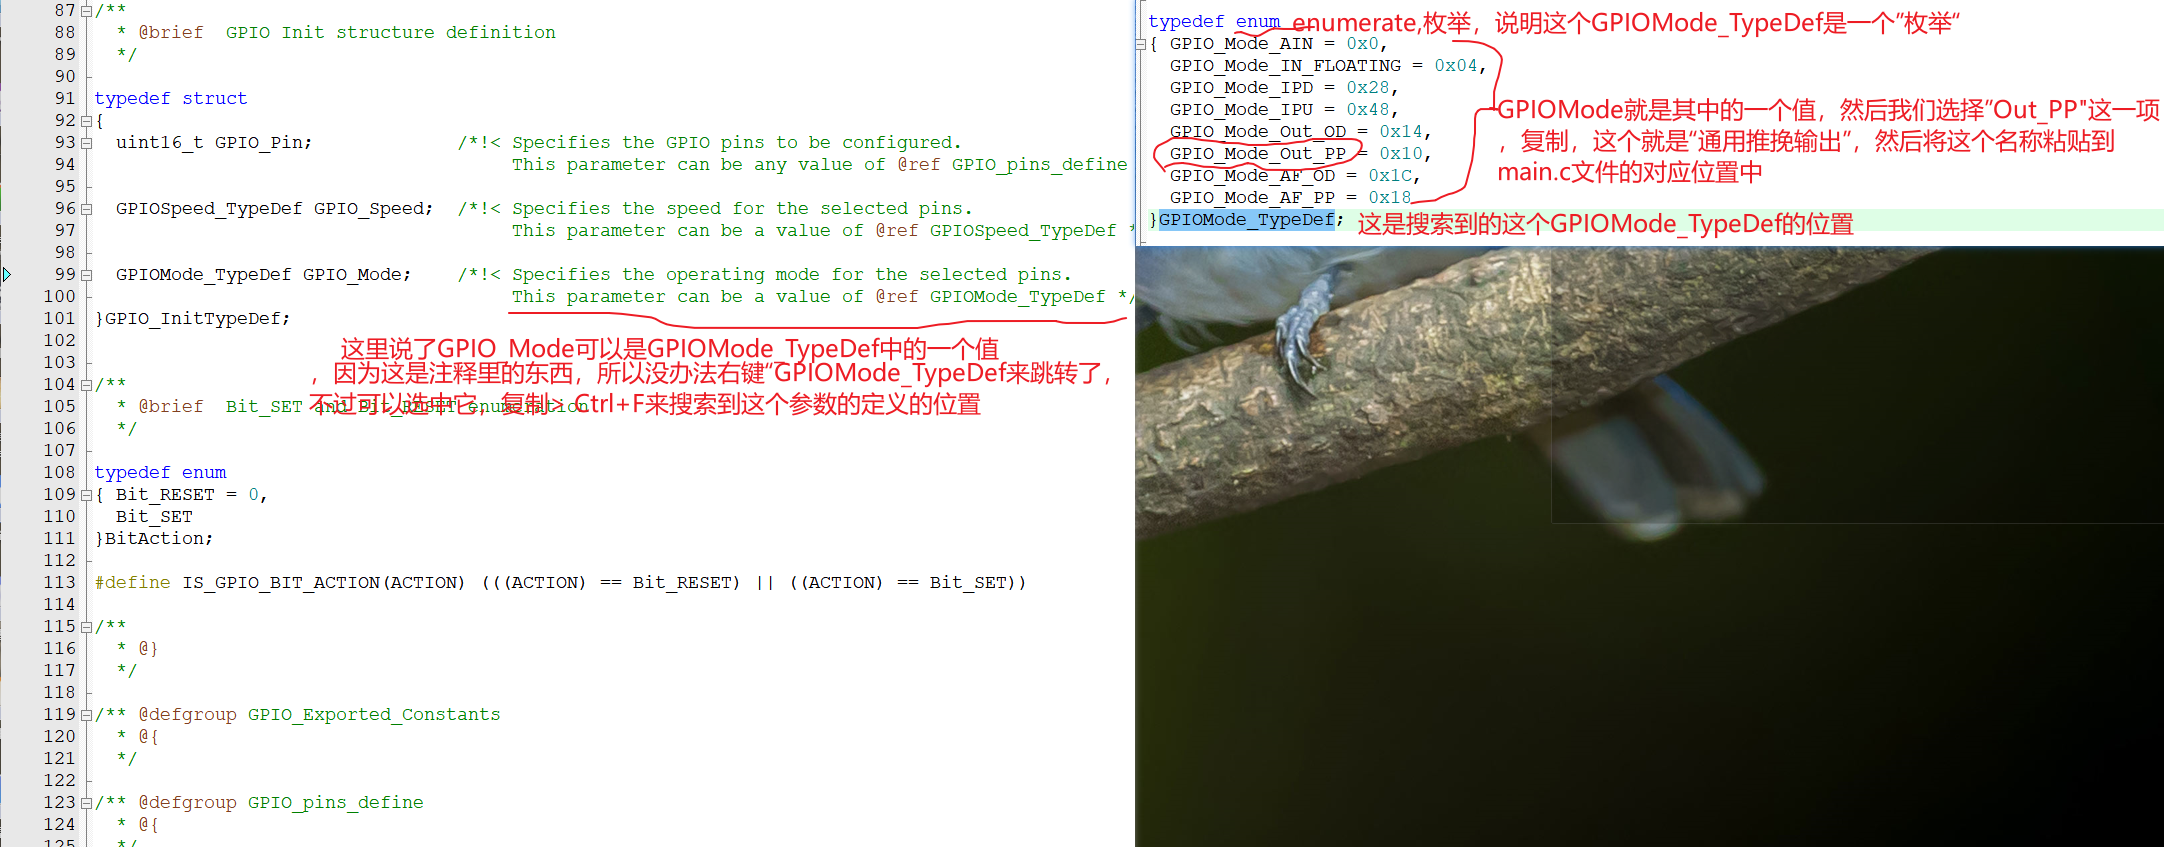 87 /**
88   * @brief  GPIO Init structure definition
89   */
90
91 typedef struct
92 {
93   uint16_t GPIO_Pin;             /*!< Specifies the GPIO pins to be configured.
94                                       This parameter can be any value of @ref GPIO_pins_define
95
96   GPIOSpeed_TypeDef GPIO_Speed;  /*!< Specifies the speed for the selected pins.
97                                       This parameter can be a value of @ref GPIOSpeed_TypeDef *
98
99   GPIOMode_TypeDef GPIO_Mode;    /*!< Specifies the operating mode for the selected pins.
100                                       This parameter can be a value of @ref GPIOMode_TypeDef */
101 }GPIO_InitTypeDef;
102
这里说了GPIO_Mode可以是GPIOMode_TypeDef中的一个值
103
，因为这是注释里的东西，所以没办法右键“GPIOMode_TypeDef来跳转了，
104 /**
不过可以选中它，复制> Ctrl+F来搜索到这个参数的定义的位置
105   * @brief  Bit_SET and Bit_RESET enumeration
106   */
107
108 typedef enum
109 { Bit_RESET = 0,
110   Bit_SET
111 }BitAction;
112
113 #define IS_GPIO_BIT_ACTION(ACTION) (((ACTION) == Bit_RESET) || ((ACTION) == Bit_SET))
114
115 /**
116   * @}
117   */
118
119 /** @defgroup GPIO_Exported_Constants
120   * @{
121   */
122
123 /** @defgroup GPIO_pins_define
124   * @{
125   */
typedef enum
enumerate,枚举，说明这个GPIOMode_TypeDef是一个”枚举“
{ GPIO_Mode_AIN = 0x0,
  GPIO_Mode_IN_FLOATING = 0x04,
  GPIO_Mode_IPD = 0x28,
  GPIO_Mode_IPU = 0x48,
  GPIO_Mode_Out_OD = 0x14,
  GPIO_Mode_Out_PP = 0x10,
  GPIO_Mode_AF_OD = 0x1C,
  GPIO_Mode_AF_PP = 0x18
}GPIOMode_TypeDef;
GPIOMode就是其中的一个值，然后我们选择”Out_PP"这一项
，复制，这个就是“通用推挽输出”，然后将这个名称粘贴到
main.c文件的对应位置中
这是搜索到的这个GPIOMode_TypeDef的位置